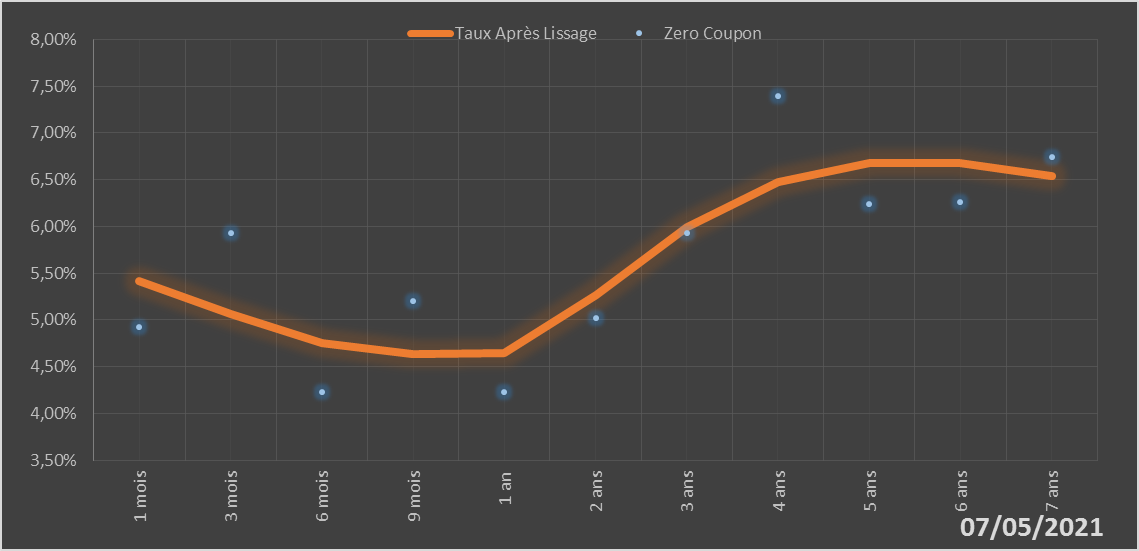 Taux Après Lissage Zero Coupon
8,00%
7,50%
7,00%
6,50%
6,00%
5,50%
5,00%
4,50%
4,00%
3,50%
1 mois
3 mois
6 mois
9 mois
1 an
2 ans
3 ans
4 ans
5 ans
6 ans
7 ans
07/05/2021